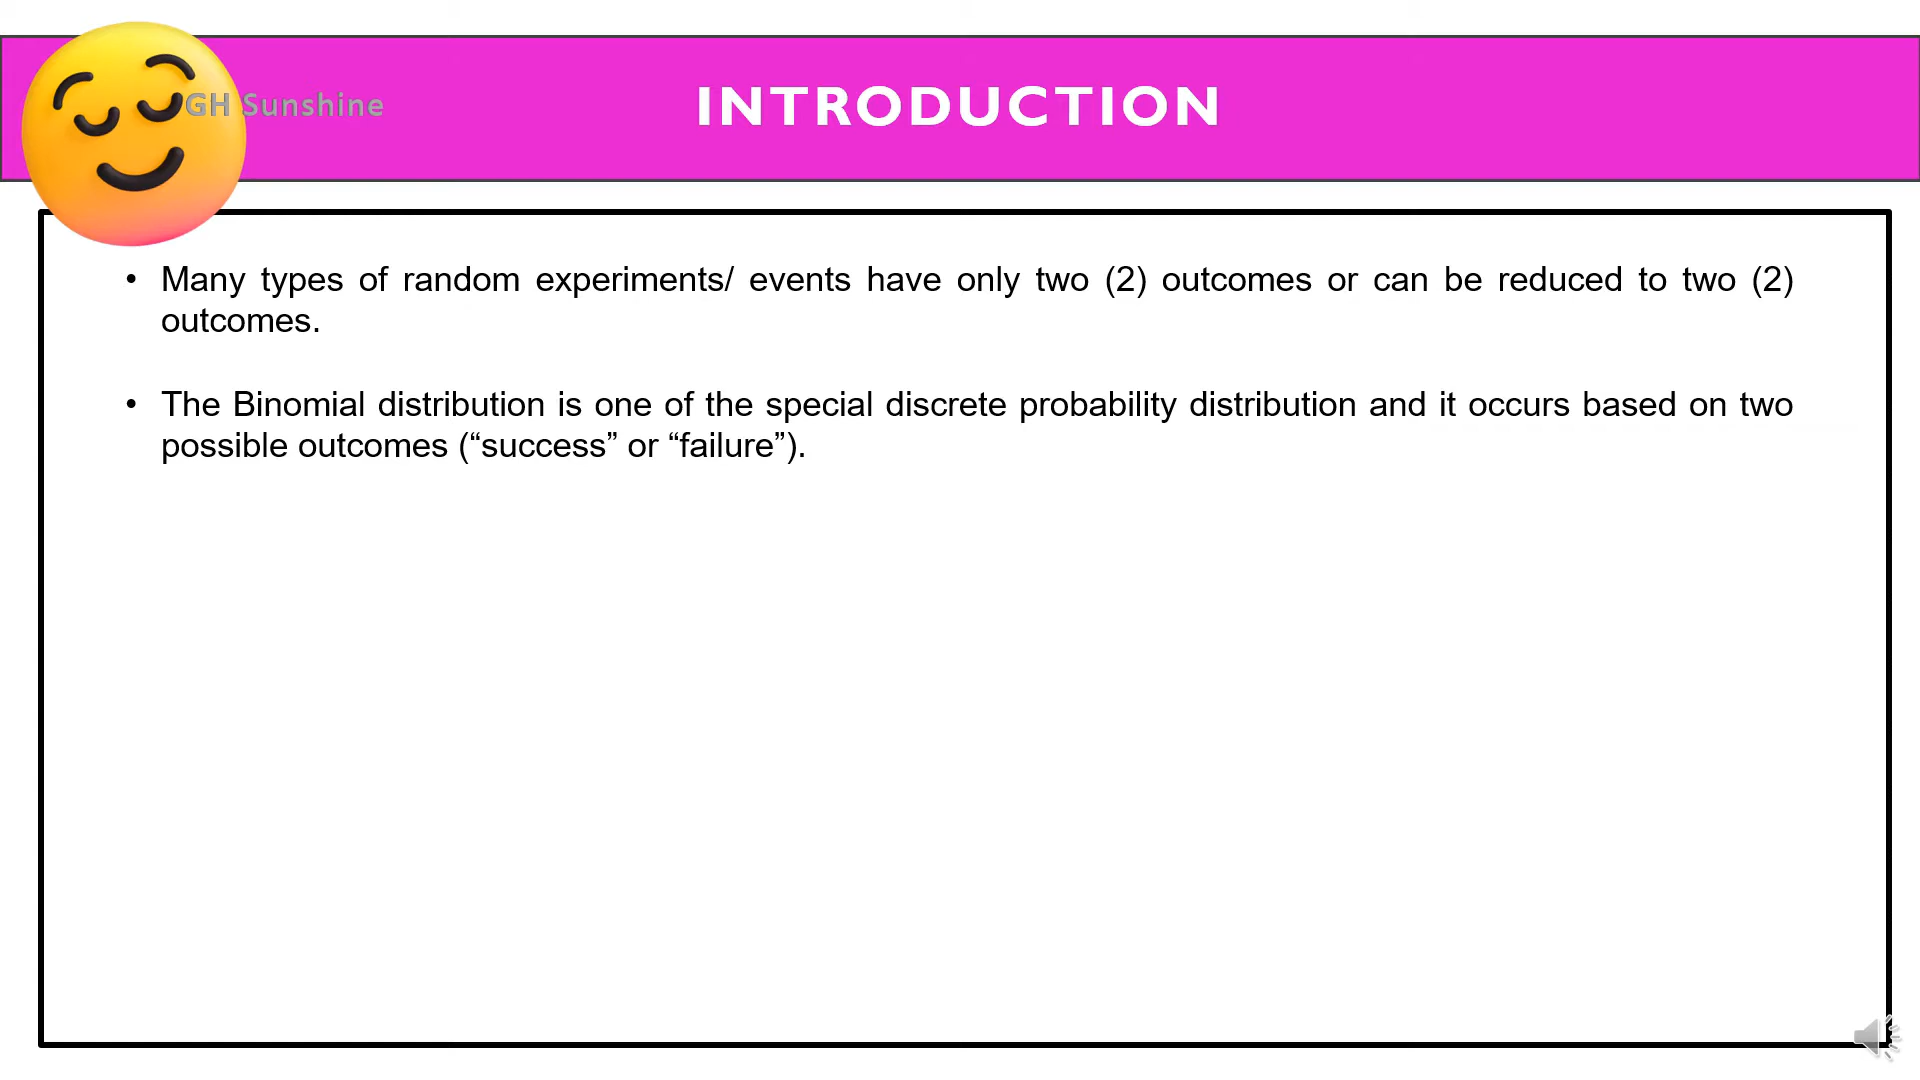 GH Sunshine
INTRODUCTION
• Many types of random experiments/ events have only two (2) outcomes or can be reduced to two (2)
outcomes.
• The Binomial distribution is one of the special discrete probability distribution and it occurs based on two
possible outcomes (“success” or “failure”).